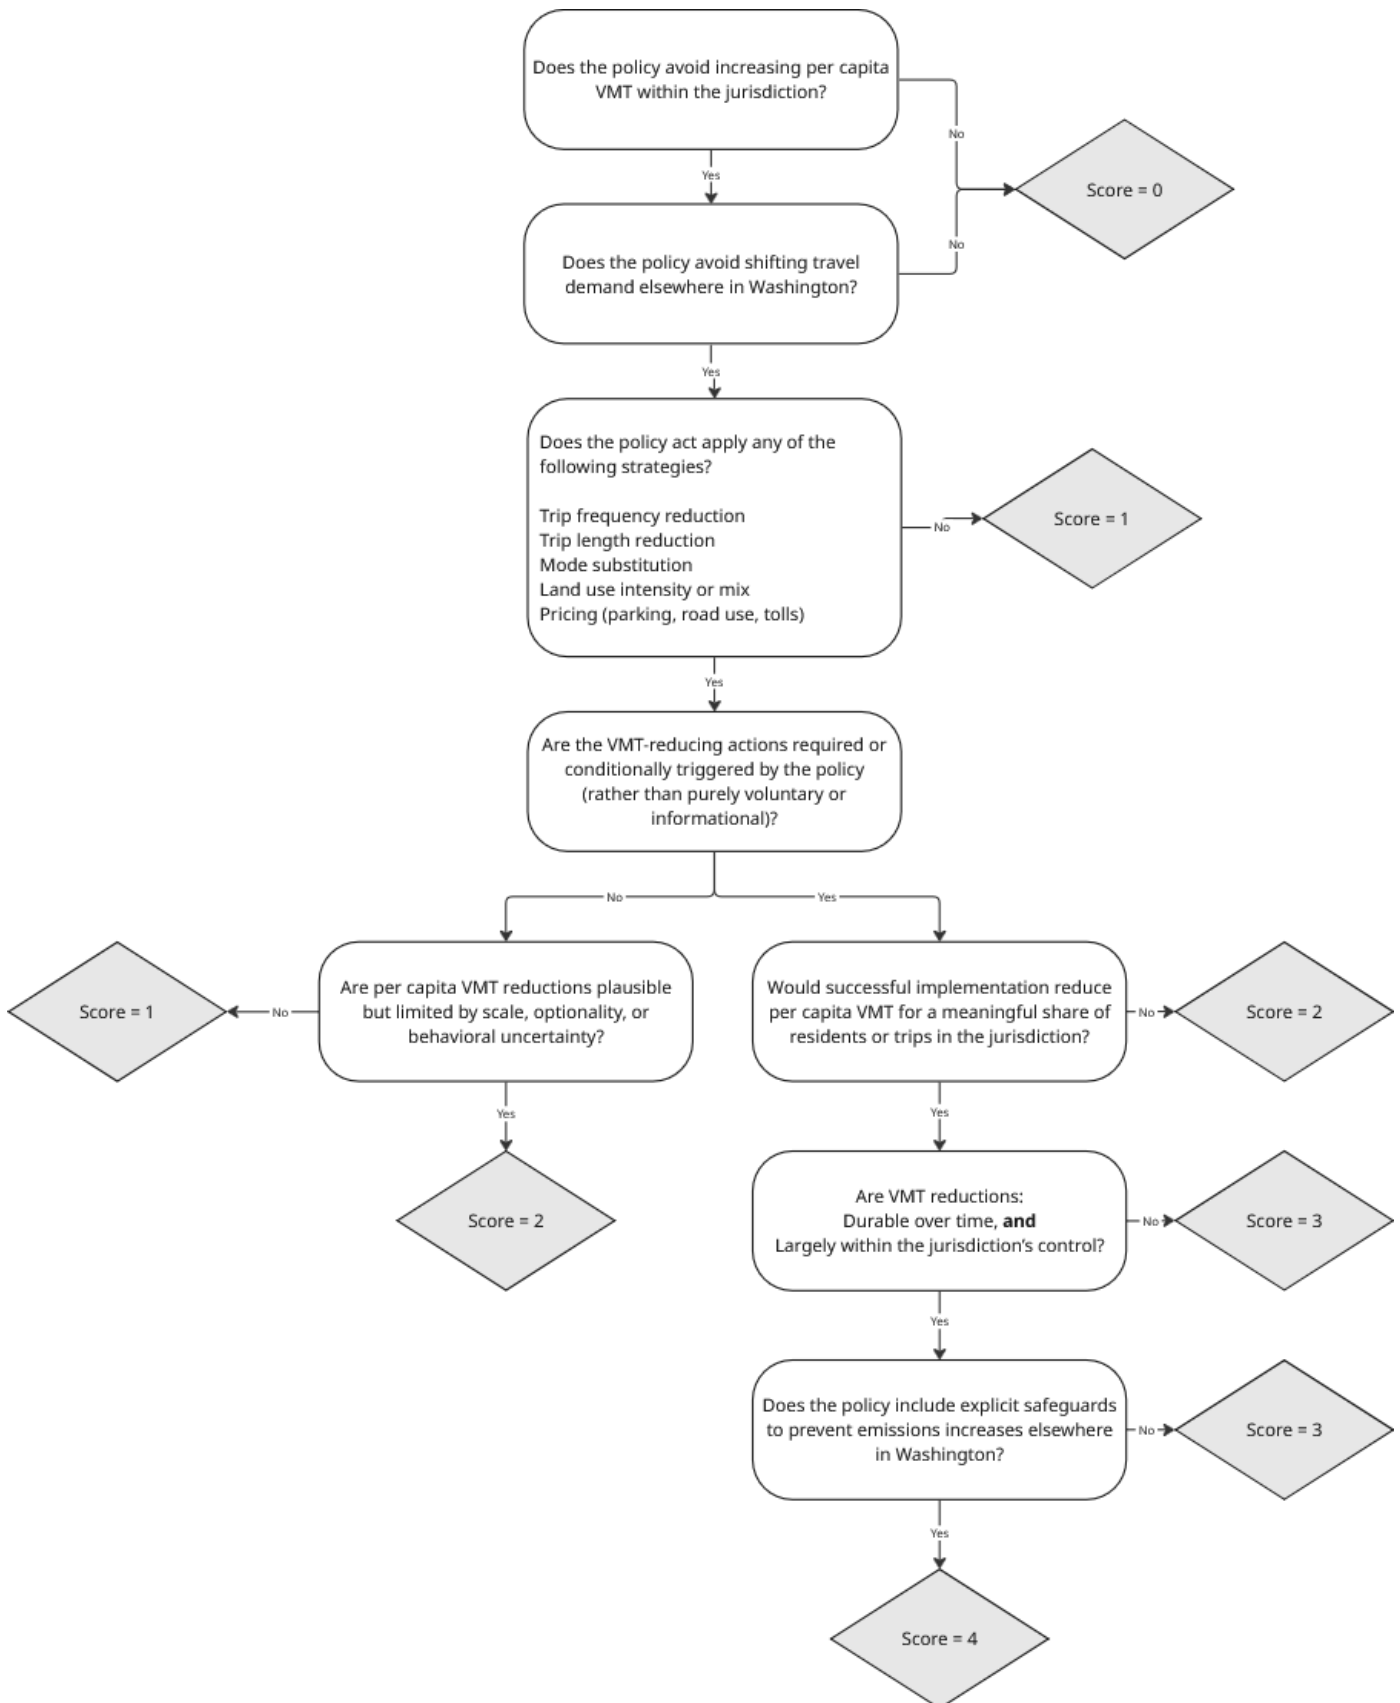 Does the policy avoid increasing per capita
VMT within the jurisdiction?
No
Yes
Score = 0
Does the policy avoid shifting travel
demand elsewhere in Washington?
No
Yes
Does the policy act apply any of the
following strategies?
Trip frequency reduction
Trip length reduction
Mode substitution
Land use intensity or mix
Pricing (parking, road use, tolls)
No
Score = 1
Yes
Are the VMT-reducing actions required or
conditionally triggered by the policy
(rather than purely voluntary or
informational)?
No
Yes
Score = 1
No
Are per capita VMT reductions plausible
but limited by scale, optionality, or
behavioral uncertainty?
Would successful implementation reduce
per capita VMT for a meaningful share of
residents or trips in the jurisdiction?
No
Score = 2
Yes
Yes
Score = 2
Are VMT reductions:
Durable over time, and
Largely within the jurisdiction's control?
No
Score = 3
Yes
Does the policy include explicit safeguards
to prevent emissions increases elsewhere
in Washington?
No
Score = 3
Yes
Score = 4